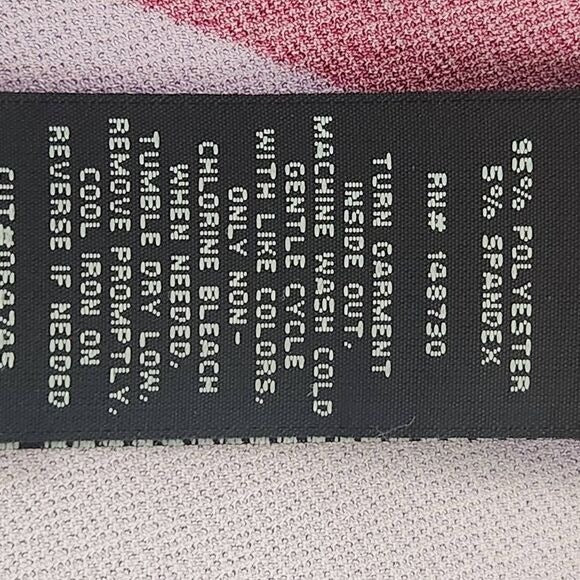 95% POLYESTER
5% SPANDEX
RN# 148730
TURN GARMENT
INSIDE OUT,
MACHINE WASH COLD
GENTLE CYCLE
WITH LIKE COLORS.
ONLY NON-
CHLORINE BLEACH
WHEN NEEDED.
TUMBLE DRY LOW.
REMOVE PROMPTLY.
COOL IRON ON
REVERSE IF NEEDED